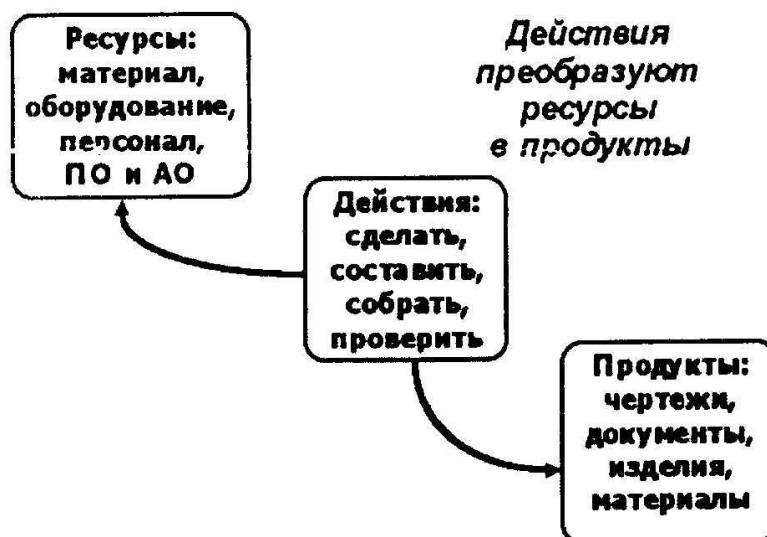 Ресурсы:
материал,
оборудование,
персонал,
ПО и АО
Действия
преобразуют
ресурсы
в продукты
Действия:
сделать,
составить,
собрать,
проверить
Продукты:
чертежи,
документы,
изделия,
материалы